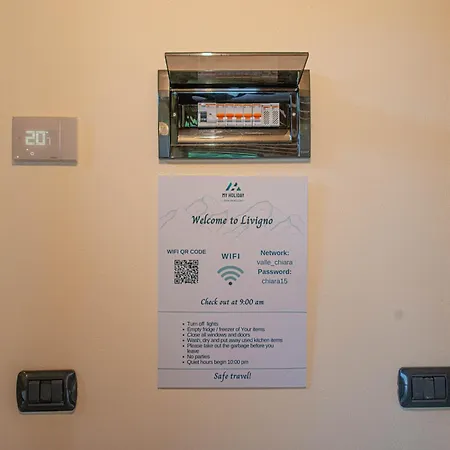 20
MY HOLIDAY
Welcome to Livigno
WIFI QR CODE
WIFI
Network:
valle_chiara
Password:
chiara15
Check out at 9:00 am
Turn off lights
Empty fridge / freezer of Your items
Close all windows and doors
Wash, dry and put away used kitchen items
Please take out the garbage before you
leave
No parties
Quiet hours begin 10:00 pm
Safe travel!